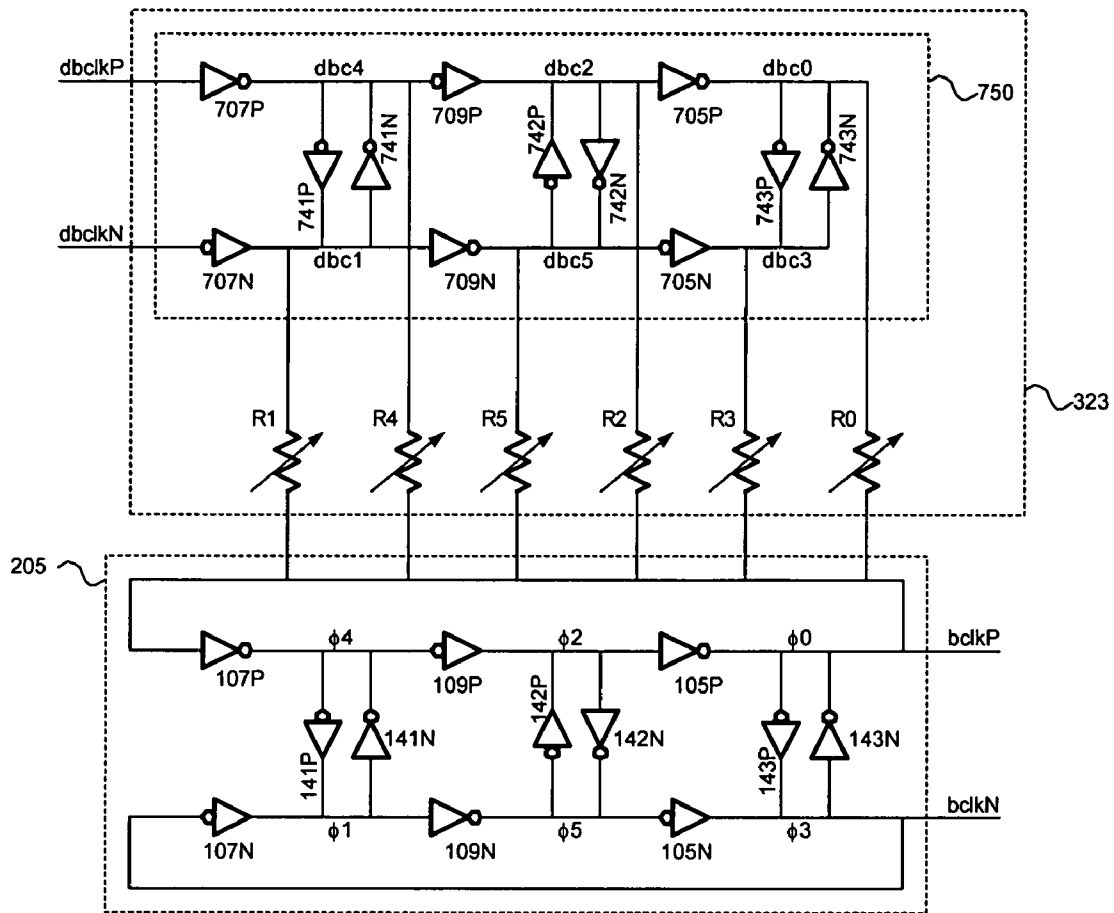 dbclkP
dbc4
dbc2
dbc0
750
707P
709P
705P
741P
741N
742P
742N
743P
743N
dbclkN
707N
dbc1
709N
dbc5
705N
dbc3
R1
R4
R5
R2
R3
R0
323
205
ϕ4
ϕ2
ϕ0
bclkP
107P
109P
105P
141P
141N
142P
142N
143P
143N
bclkN
107N
ϕ1
109N
ϕ5
105N
ϕ3